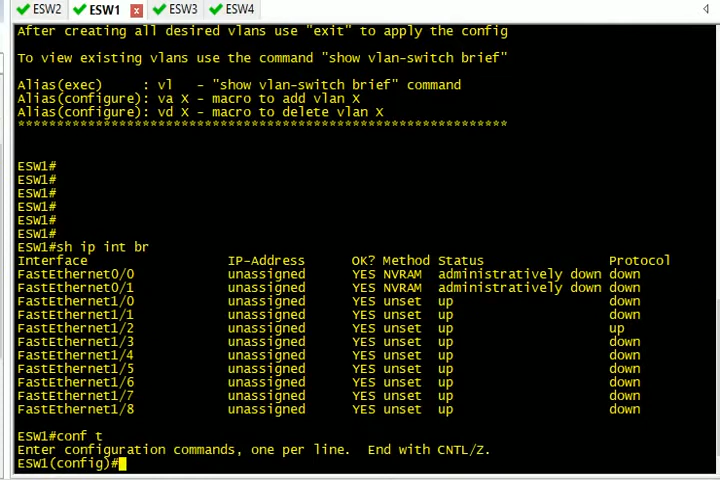 ESW2 ESW1 ESW3 ESW4
After creating all desired vlans use "exit" to apply the config
To view existing vlans use the command "show vlan-switch brief"
Alias(exec)     : vl   - "show vlan-switch brief" command
Alias(configure): va X - macro to add vlan X
Alias(configure): vd X - macro to delete vlan X
***************************************************************
ESW1#
ESW1#
ESW1#
ESW1#
ESW1#
ESW1#
ESW1#sh ip int br
Interface                  IP-Address      OK? Method Status                Protocol
FastEthernet0/0            unassigned      YES NVRAM  administratively down down
FastEthernet0/1            unassigned      YES NVRAM  administratively down down
FastEthernet1/0            unassigned      YES unset  up                    down
FastEthernet1/1            unassigned      YES unset  up                    down
FastEthernet1/2            unassigned      YES unset  up                    up
FastEthernet1/3            unassigned      YES unset  up                    down
FastEthernet1/4            unassigned      YES unset  up                    down
FastEthernet1/5            unassigned      YES unset  up                    down
FastEthernet1/6            unassigned      YES unset  up                    down
FastEthernet1/7            unassigned      YES unset  up                    down
FastEthernet1/8            unassigned      YES unset  up                    down
ESW1#conf t
Enter configuration commands, one per line.  End with CNTL/Z.
ESW1(config)#